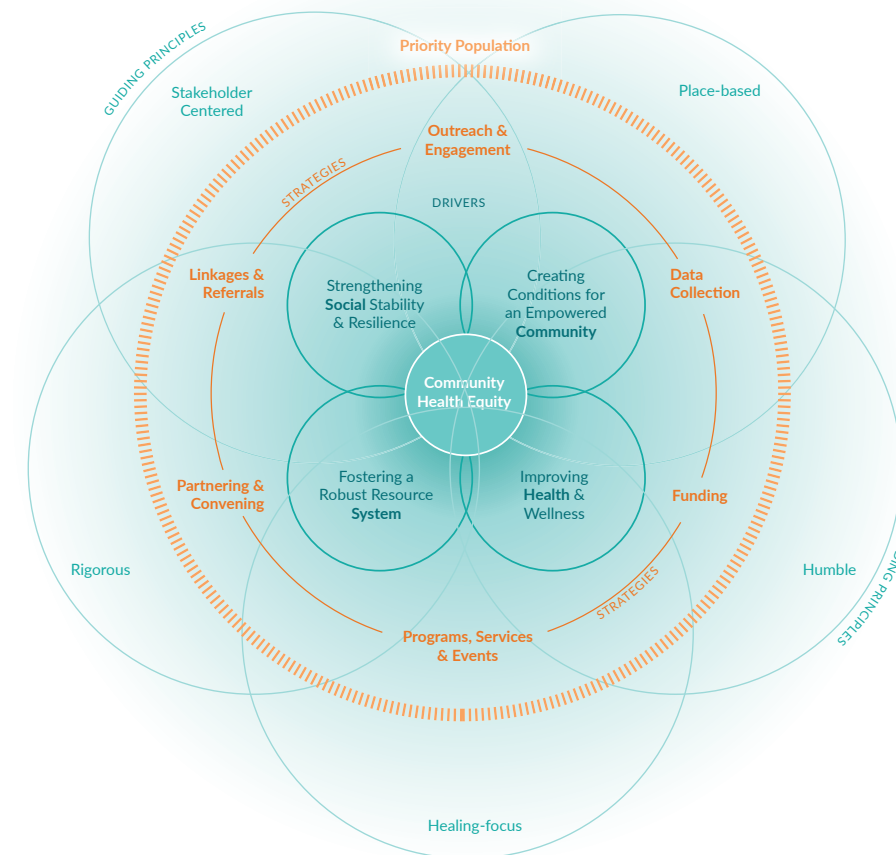 Priority Population
GUIDING PRINCIPLES
Stakeholder
Centered
Place-based
Outreach &
Engagement
STRATEGIES
DRIVERS
Linkages &
Referrals
Strengthening
Social Stability
& Resilience
Creating
Conditions for
an Empowered
Community
Data
Collection
Community
Health Equity
Partnering &
Convening
Fostering a
Robust Resource
System
Improving
Health &
Wellness
Funding
Rigorous
Humble
STRATEGIES
PRINCIPLES
Programs, Services
& Events
Healing-focus